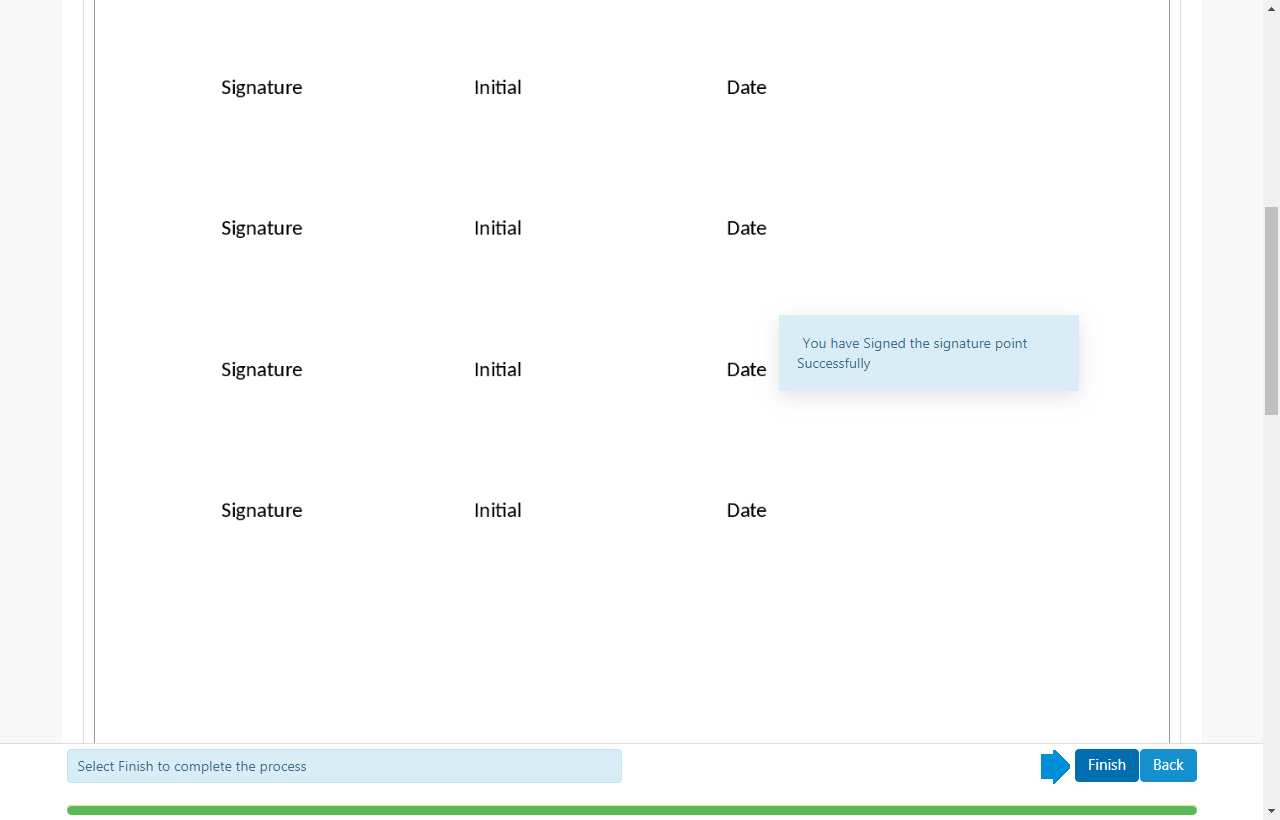 Signature Initial Date
Signature Initial Date
You have Signed the signature point
Successfully
Signature Initial Date
Signature Initial Date
Select Finish to complete the process
Finish Back